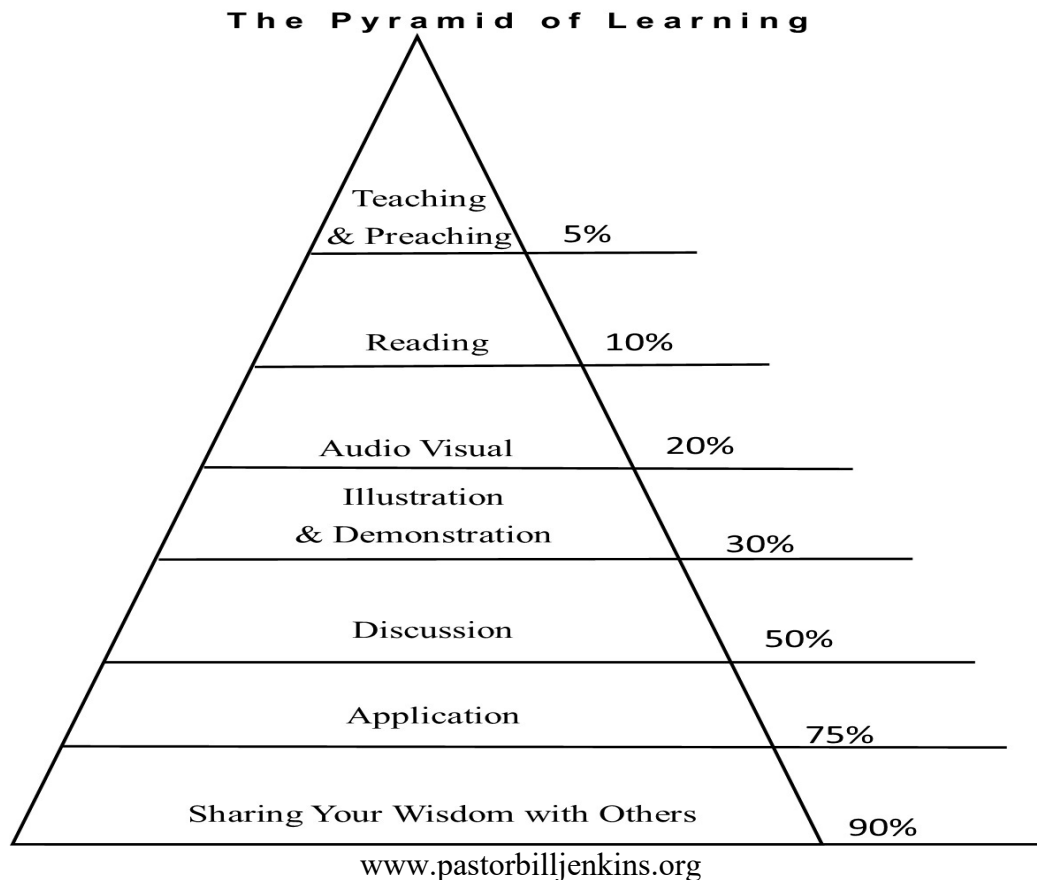 The Pyramid of Learning
Teaching
& Preaching 5%
Reading 10%
Audio Visual 20%
Illustration
& Demonstration 30%
Discussion 50%
Application 75%
Sharing Your Wisdom with Others 90%
www.pastorbilljenkins.org